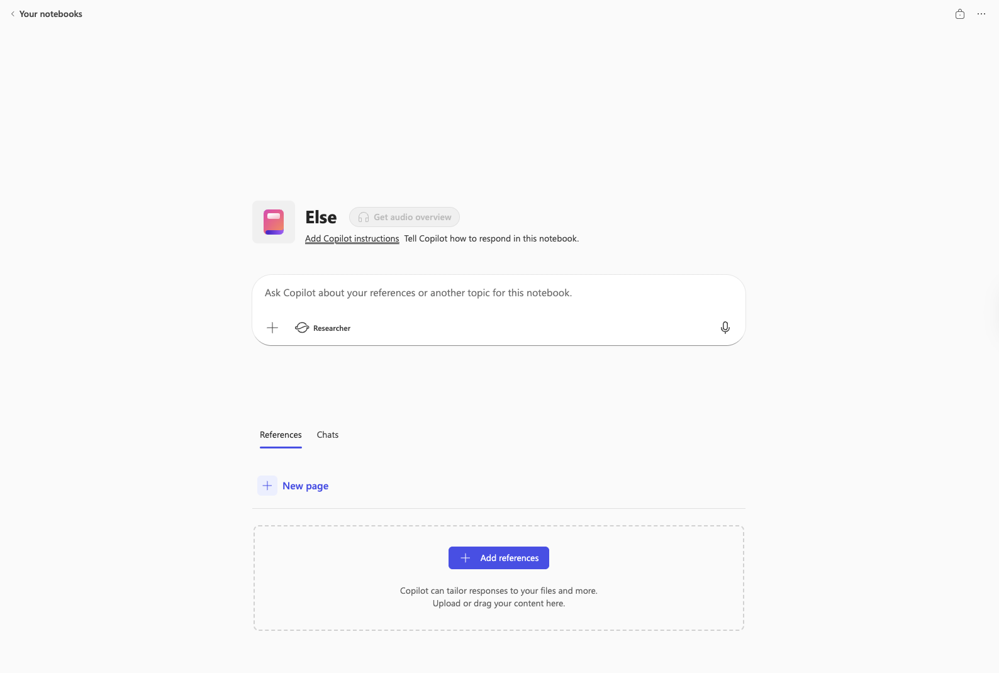 Your notebooks
Else
Get audio overview
Add Copilot instructions Tell Copilot how to respond in this notebook.
Ask Copilot about your references or another topic for this notebook.
Researcher
References
Chats
New page
Add references
Copilot can tailor responses to your files and more.
Upload or drag your content here.